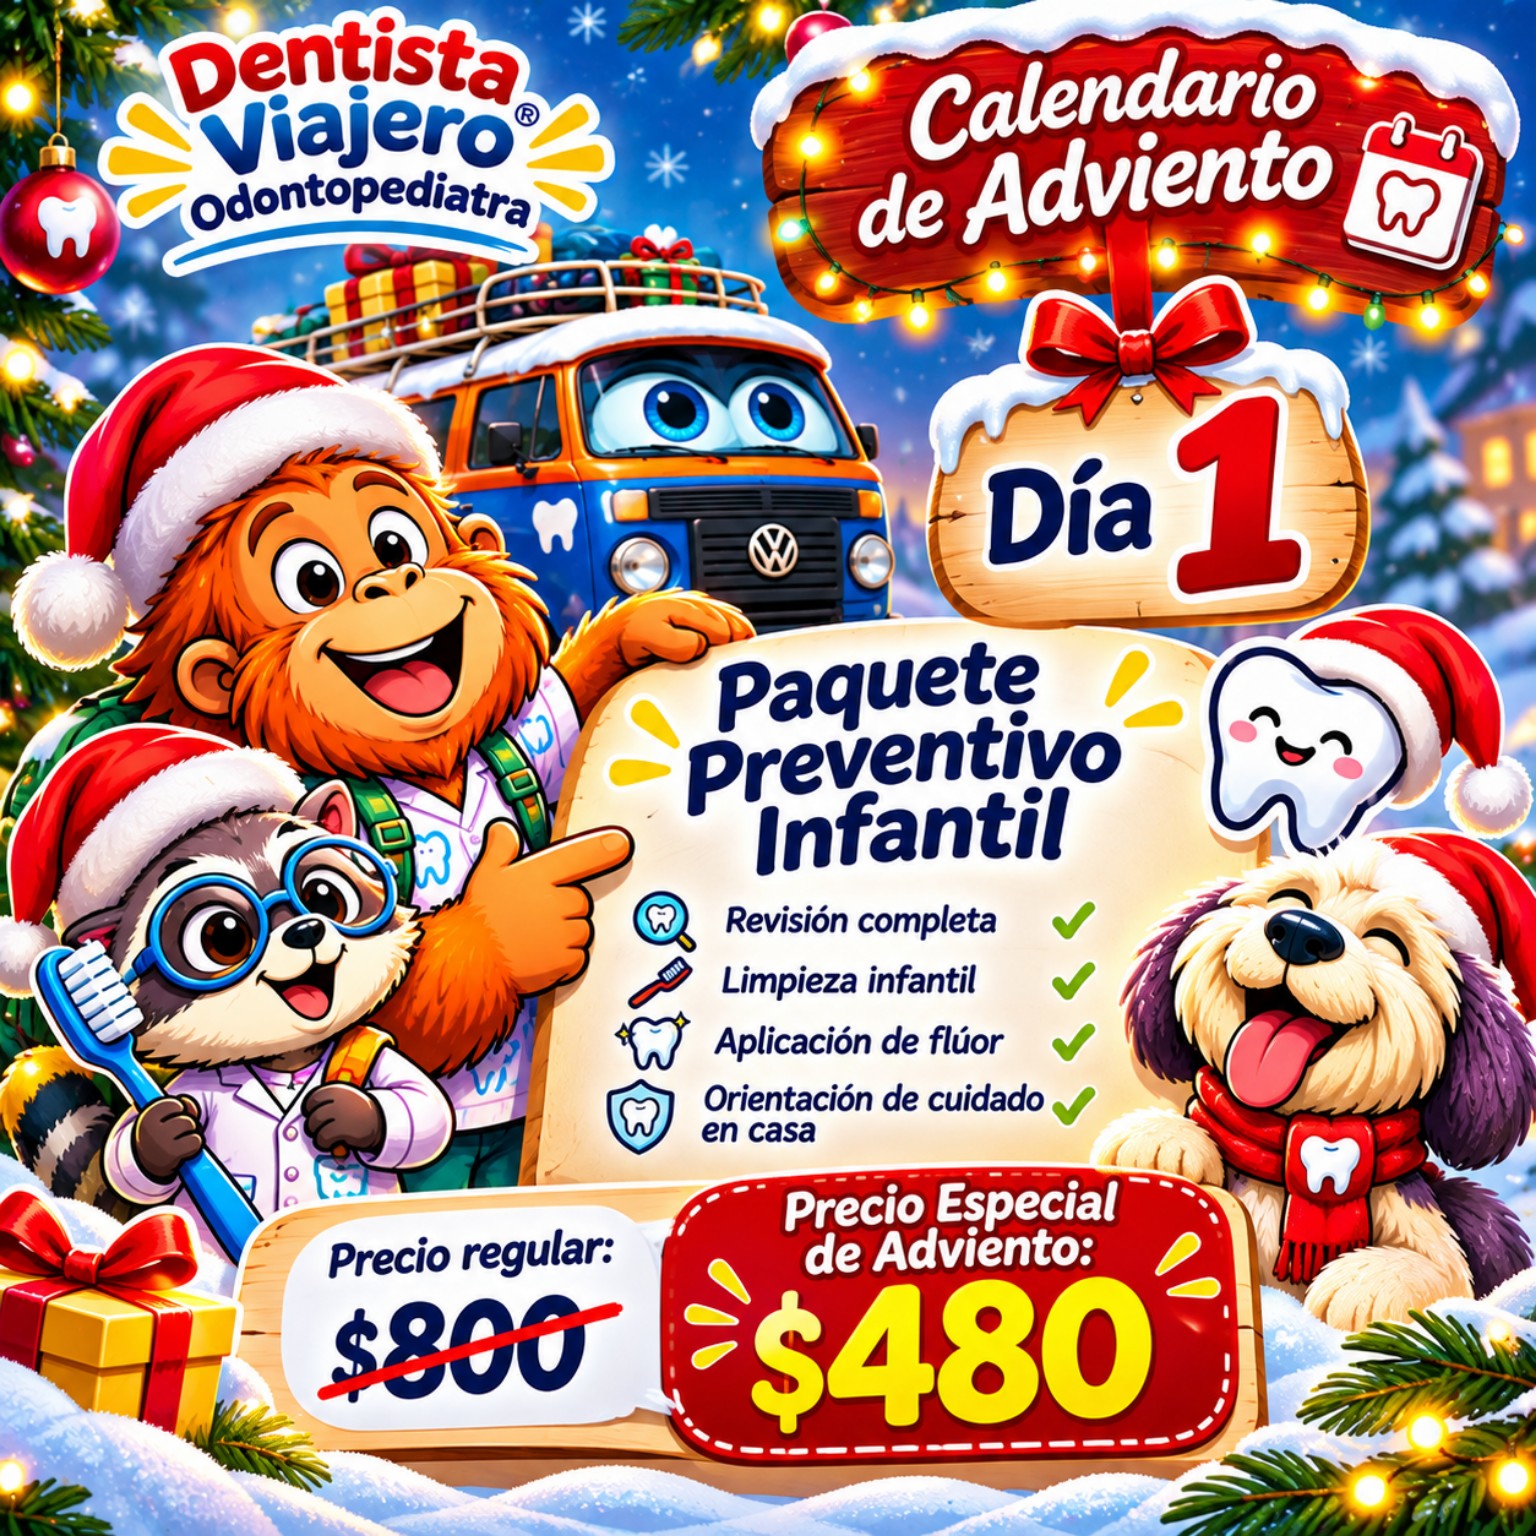 Dentista
Viajero®
Odontopediatra
Calendario
de Adviento
Día 1
Paquete
Preventivo
Infantil
Revisión completa
Limpieza infantil
Aplicación de flúor
Orientación de cuidado
en casa
Precio regular:
$800
Precio Especial
de Adviento:
$480